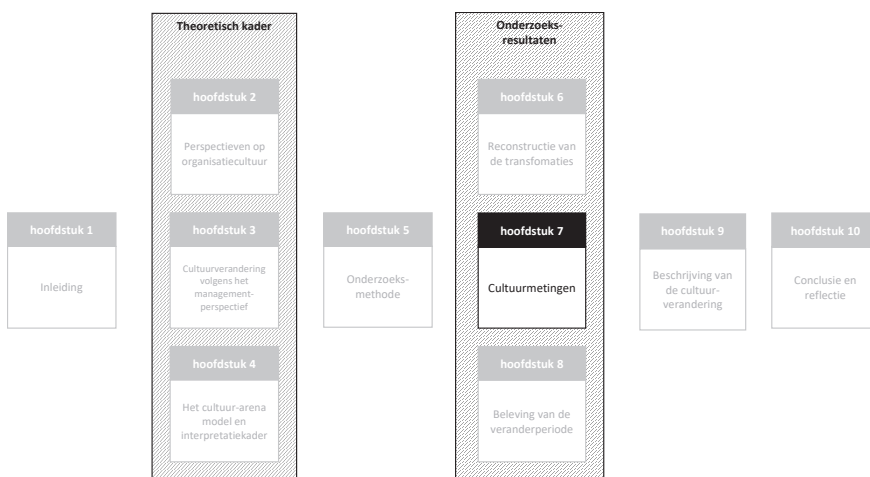 Theoretisch kader
hoofdstuk 2
Perspectieven op
organisatiecultuur
hoofdstuk 1
Inleiding
hoofdstuk 3
Cultuurverandering
volgens het
management-
perspectief
hoofdstuk 4
Het cultuur-arena
model en
interpretatiekader
hoofdstuk 5
Onderzoeks-
methode
Onderzoeks-
resultaten
hoofdstuk 6
Reconstructie van
de transfomaties
hoofdstuk 7
Cultuurmetingen
hoofdstuk 8
Beleving van de
veranderperiode
hoofdstuk 9
Beschrijving van
de cultuur-
verandering
hoofdstuk 10
Conclusie en
reflectie